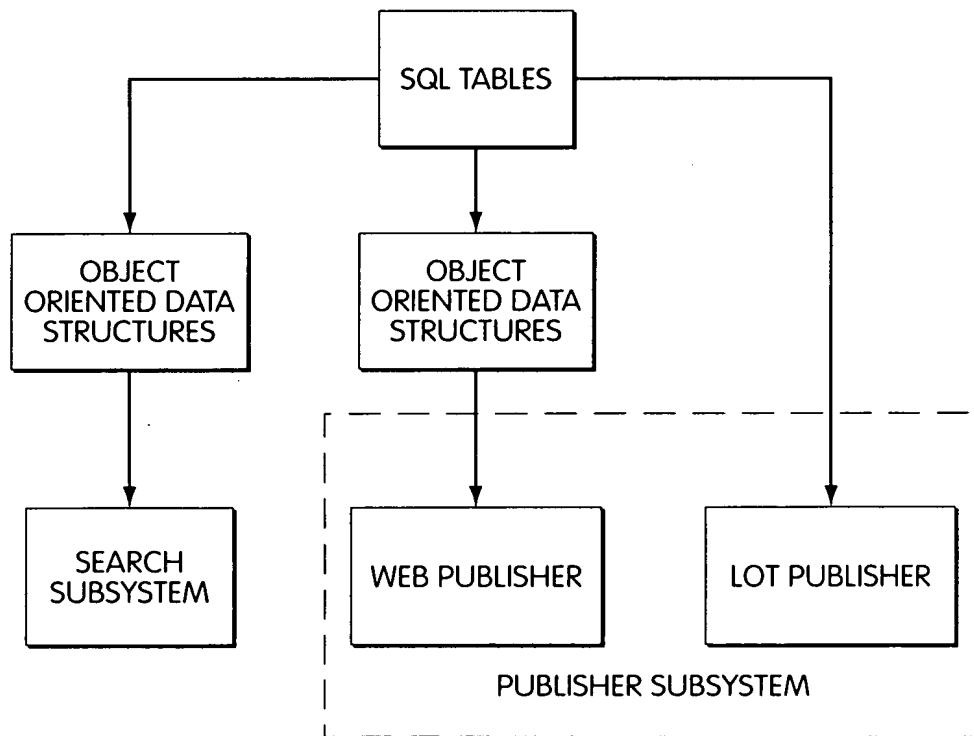 SQL TABLES
OBJECT
ORIENTED DATA
STRUCTURES
OBJECT
ORIENTED DATA
STRUCTURES
SEARCH
SUBSYSTEM
WEB PUBLISHER
LOT PUBLISHER
PUBLISHER SUBSYSTEM